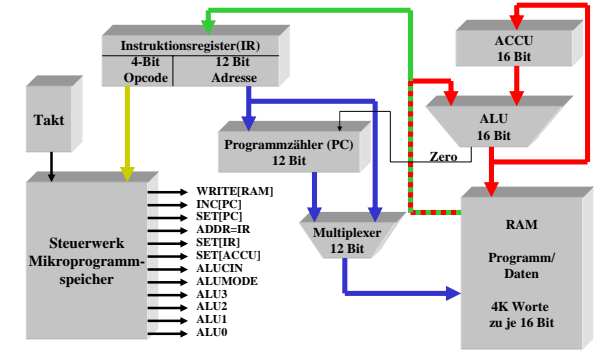 Instruktionsregister(IR)
4-Bit 12 Bit
Opcode Adresse
ACCU
16 Bit
Takt
ALU
16 Bit
Programmzähler (PC)
12 Bit
Zero
Steuerwerk
Mikroprogramm-
speicher
WRITE[RAM]
INC[PC]
SET[PC]
ADDR=IR
SET[IR]
SET[ACCU]
ALUCIN
ALUMODE
ALU3
ALU2
ALU1
ALU0
Multiplexer
12 Bit
RAM
Programm/
Daten
4K Worte
zu je 16 Bit